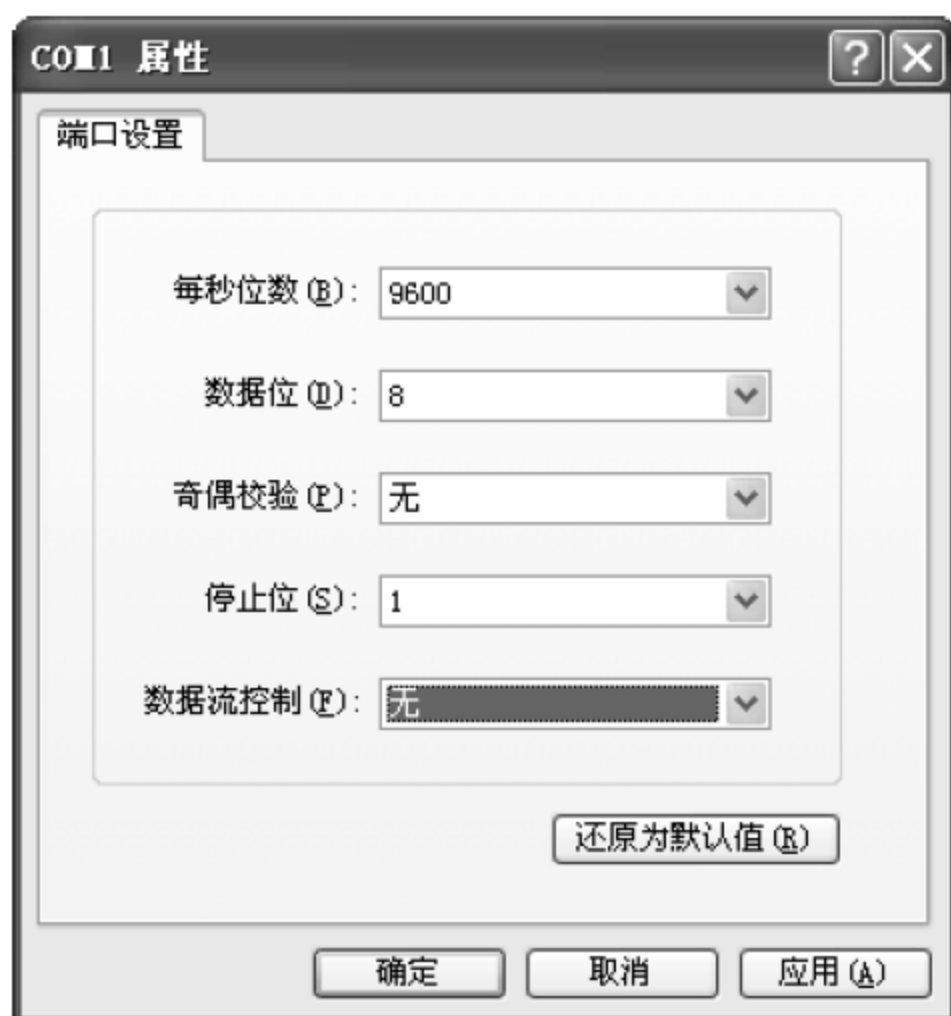 COM1 属性
端口设置
每秒位数(B): 9600
数据位(D): 8
奇偶校验(P): 无
停止位(S): 1
数据流控制(F): 无
还原为默认值(R)
确定 取消 应用(A)